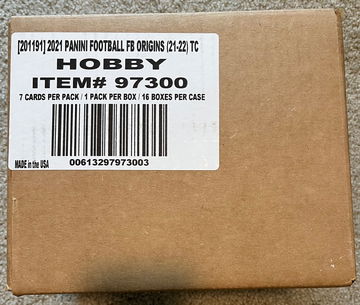 [201191] 2021 PANINI FOOTBALL FB ORIGINS (21-22) TC
HOBBY
ITEM# 97300
7 CARDS PER PACK / 1 PACK PER BOX / 16 BOXES PER CASE
MADE in the USA
00613297973003